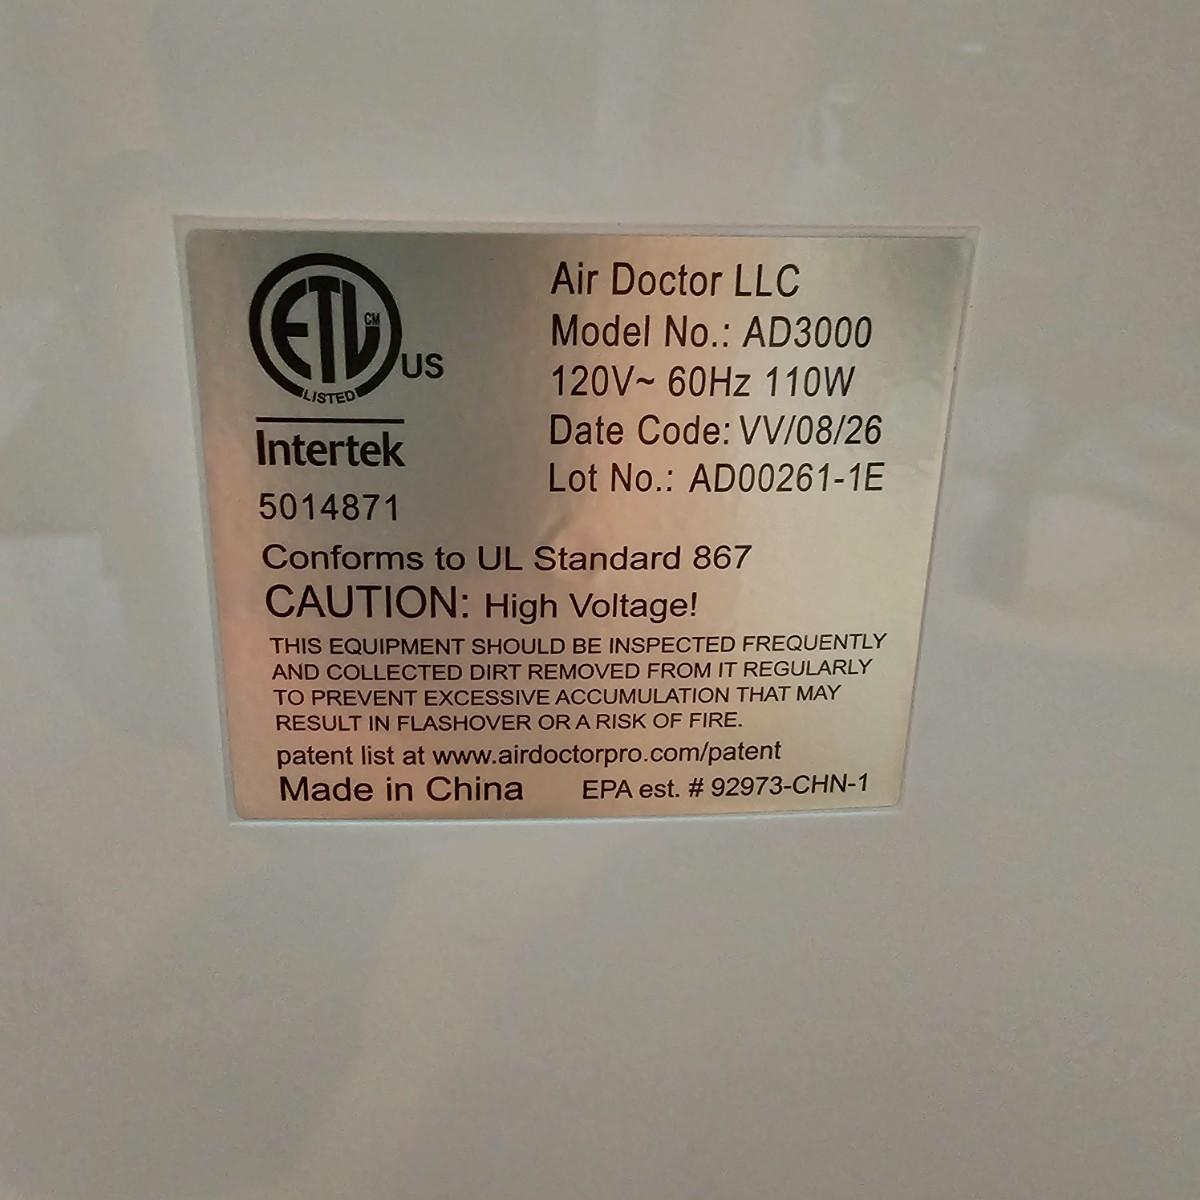 ETL CM
US
LISTED
Intertek
5014871
Air Doctor LLC
Model No.: AD3000
120V~ 60Hz 110W
Date Code: VV/08/26
Lot No.: AD00261-1E
Conforms to UL Standard 867
CAUTION: High Voltage!
THIS EQUIPMENT SHOULD BE INSPECTED FREQUENTLY
AND COLLECTED DIRT REMOVED FROM IT REGULARLY
TO PREVENT EXCESSIVE ACCUMULATION THAT MAY
RESULT IN FLASHOVER OR A RISK OF FIRE.
patent list at www.airdoctorpro.com/patent
Made in China EPA est. # 92973-CHN-1